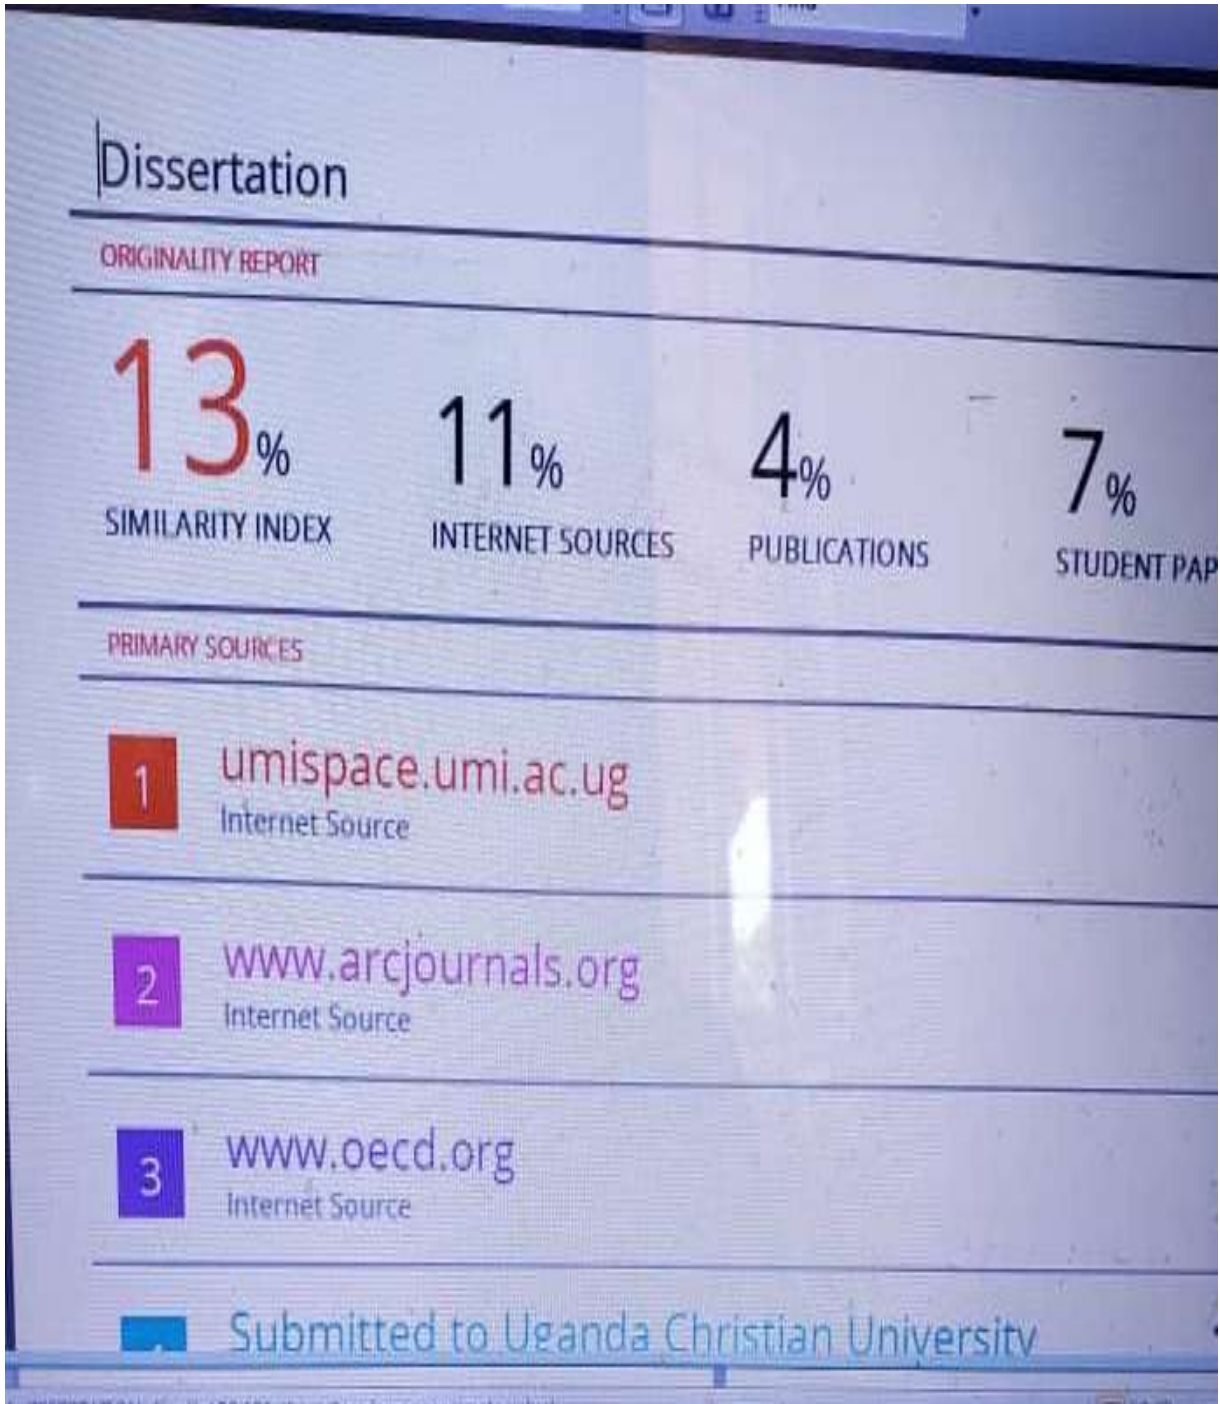 Dissertation
ORIGINALITY REPORT
13%
SIMILARITY INDEX
11%
INTERNET SOURCES
4%
PUBLICATIONS
7%
STUDENT PAP
PRIMARY SOURCES
1
umispace.umi.ac.ug
Internet Source
2
www.arcjournals.org
Internet Source
3
www.oecd.org
Internet Source
Submitted to Uganda Christian University